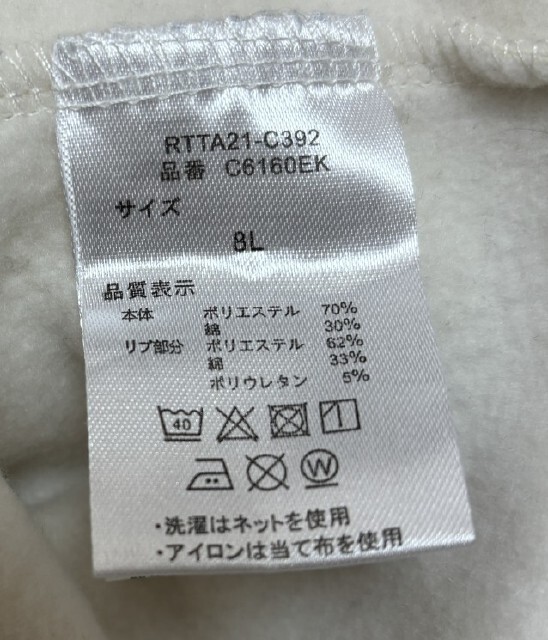 RTTA21-C392
品番 C6160EK
サイズ
8L
品質表示
本体 ポリエステル 70%
綿 30%
リブ部分 ポリエステル 62%
綿 33%
ポリウレタン 5%
40
W
・洗濯はネットを使用
・アイロンは当て布を使用